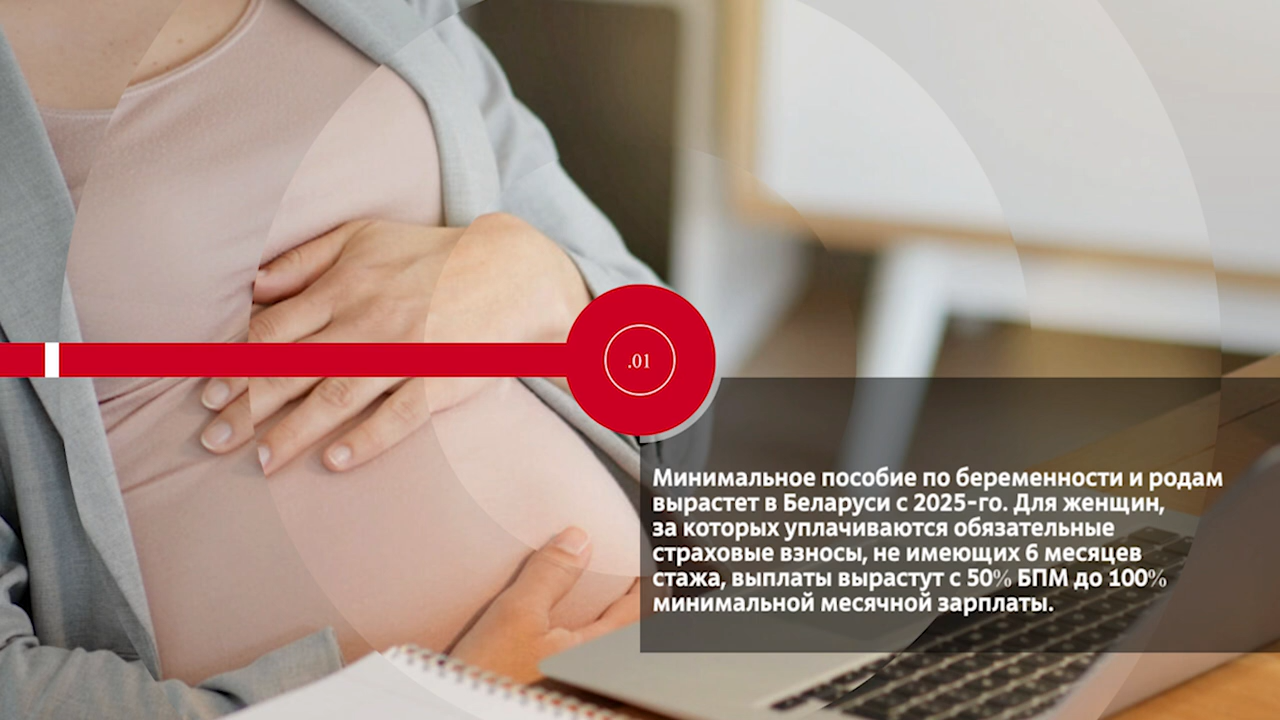 .01
Минимальное пособие по беременности и родам
вырастет в Беларуси с 2025-го. Для женщин,
за которых уплачиваются обязательные
страховые взносы, не имеющих 6 месяцев
стажа, выплаты вырастут с 50% БПМ до 100%
минимальной месячной зарплаты.